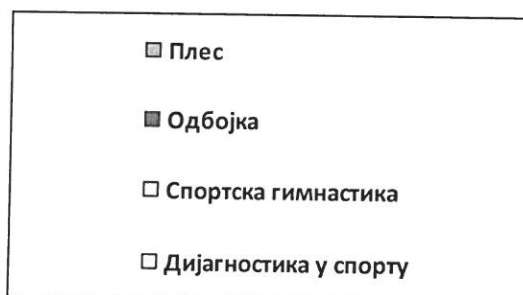 Плес
Одбојка
Спортска гимнастика
Дијагностика у спорту